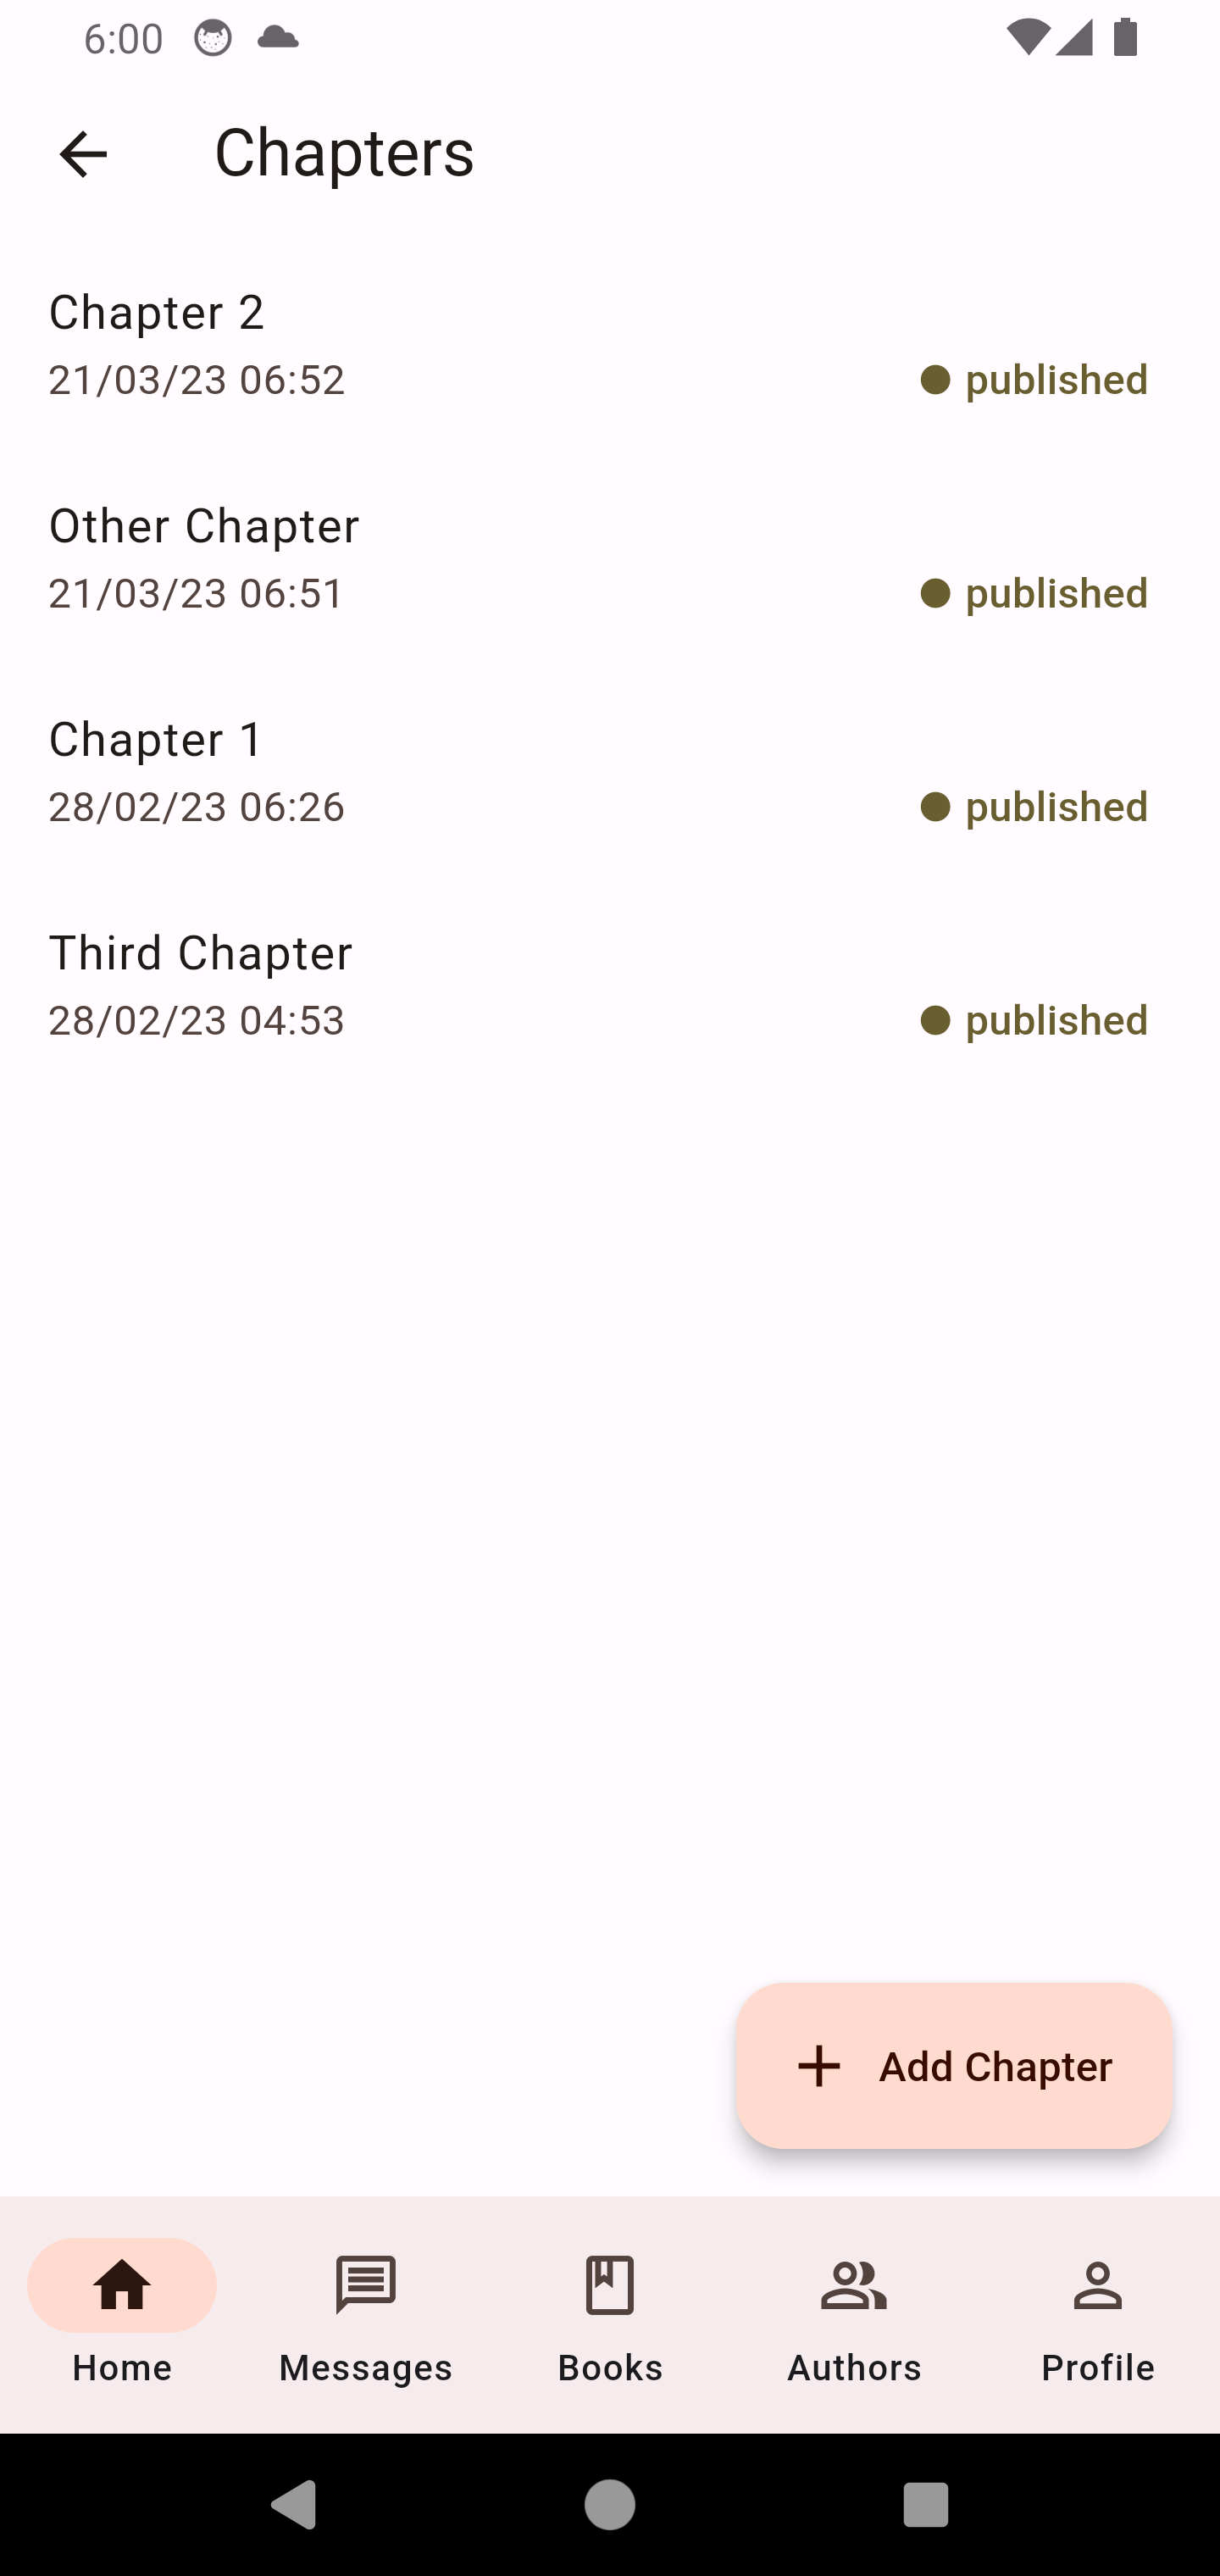 6:00
Chapters
Chapter 2
21/03/23 06:52
published
Other Chapter
21/03/23 06:51
published
Chapter 1
28/02/23 06:26
published
Third Chapter
28/02/23 04:53
published
Add Chapter
Home Messages Books Authors Profile